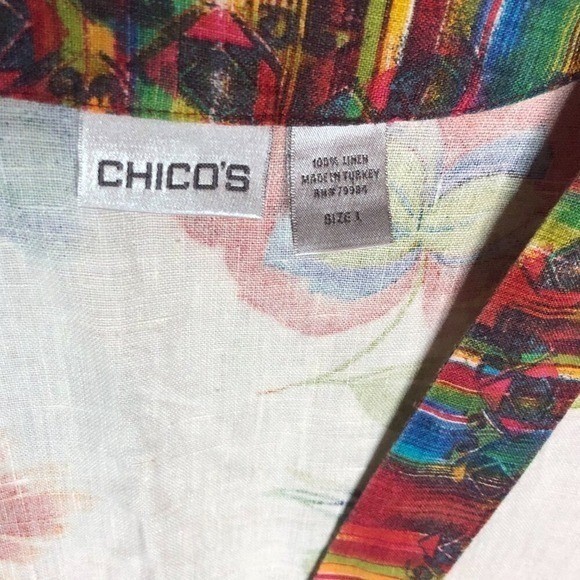 CHICO'S
100% LINEN
MADE IN TURKEY
RN# 79984
SIZE 1